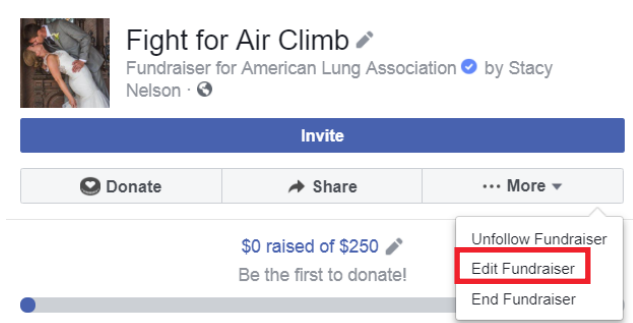 Fight for Air Climb
Fundraiser for American Lung Association by Stacy
Nelson ·
Invite
Donate
Share
··· More
$0 raised of $250
Be the first to donate!
Unfollow Fundraiser
Edit Fundraiser
End Fundraiser